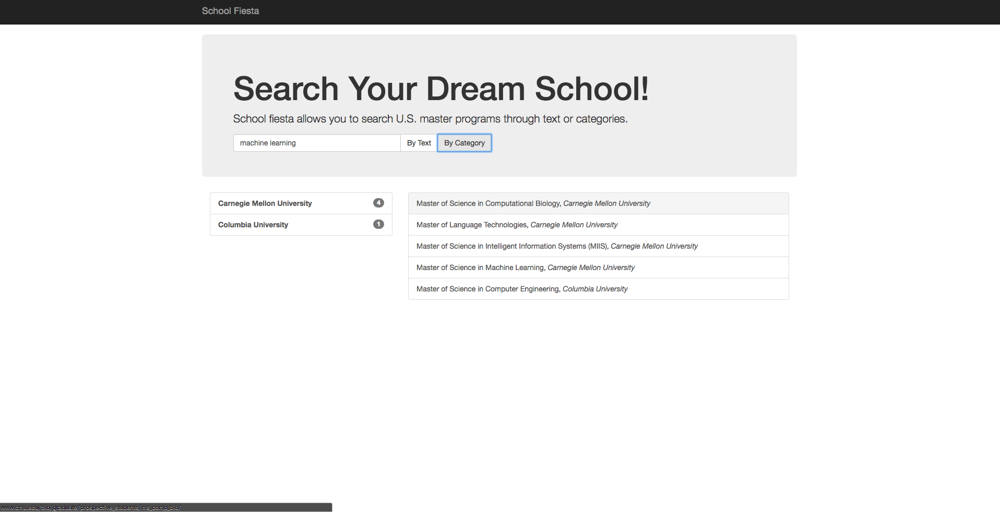 School Fiesta
Search Your Dream School!
School fiesta allows you to search U.S. master programs through text or categories.
machine learning By Text By Category
Carnegie Mellon University 4
Columbia University 1
Master of Science in Computational Biology, Carnegie Mellon University
Master of Language Technologies, Carnegie Mellon University
Master of Science in Intelligent Information Systems (MIIS), Carnegie Mellon University
Master of Science in Machine Learning, Carnegie Mellon University
Master of Science in Computer Engineering, Columbia University
www.cmu.edu/bio/graduate/prospective_students/ms_comp_bio/